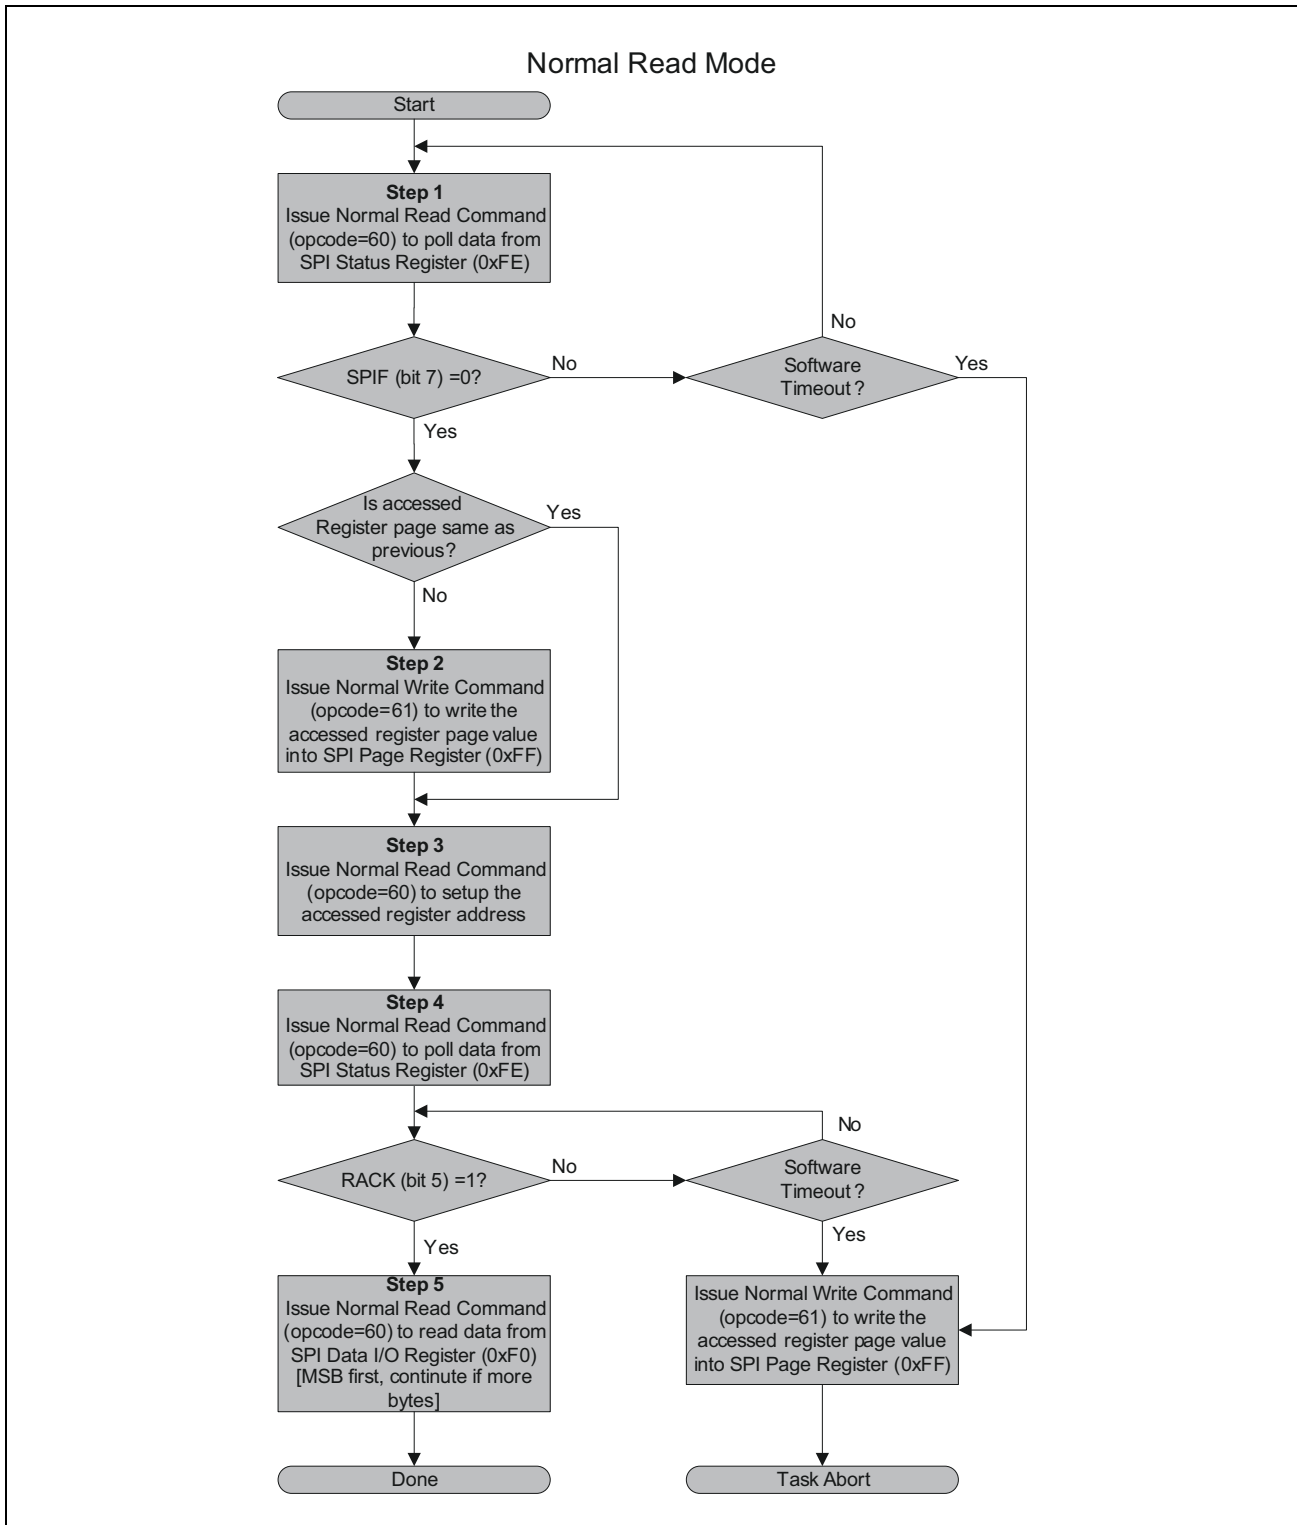 Normal Read Mode
Start
Step 1
Issue Normal Read Command
(opcode=60) to poll data from
SPI Status Register (0xFE)
No
SPIF (bit 7) =0?
No
Software
Timeout ?
Yes
Yes
Is accessed
Register page same as
previous?
Yes
No
Step 2
Issue Normal Write Command
(opcode=61) to write the
accessed register page value
into SPI Page Register (0xFF)
Step 3
Issue Normal Read Command
(opcode=60) to setup the
accessed register address
Step 4
Issue Normal Read Command
(opcode=60) to poll data from
SPI Status Register (0xFE)
No
RACK (bit 5) =1?
No
Software
Timeout ?
Yes
Yes
Step 5
Issue Normal Read Command
(opcode=60) to read data from
SPI Data I/O Register (0xF0)
[MSB first, continute if more
bytes]
Issue Normal Write Command
(opcode=61) to write the
accessed register page value
into SPI Page Register (0xFF)
Done
Task Abort